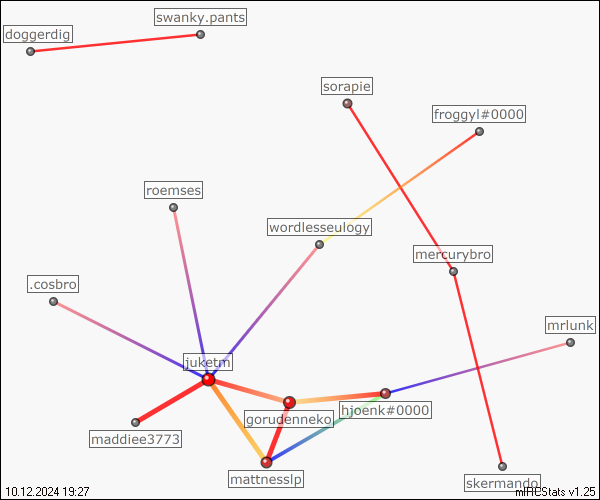 swanky.pants
doggerdig
sorapie
froggyl#0000
roemses
wordlesseulogy
mercurybro
.cosbro
mrlunk
juketm
hjoenk#0000
gorudenneko
maddiee3773
mattnesslp
skermando
10.12.2024 19:27
mIRCStats v1.25